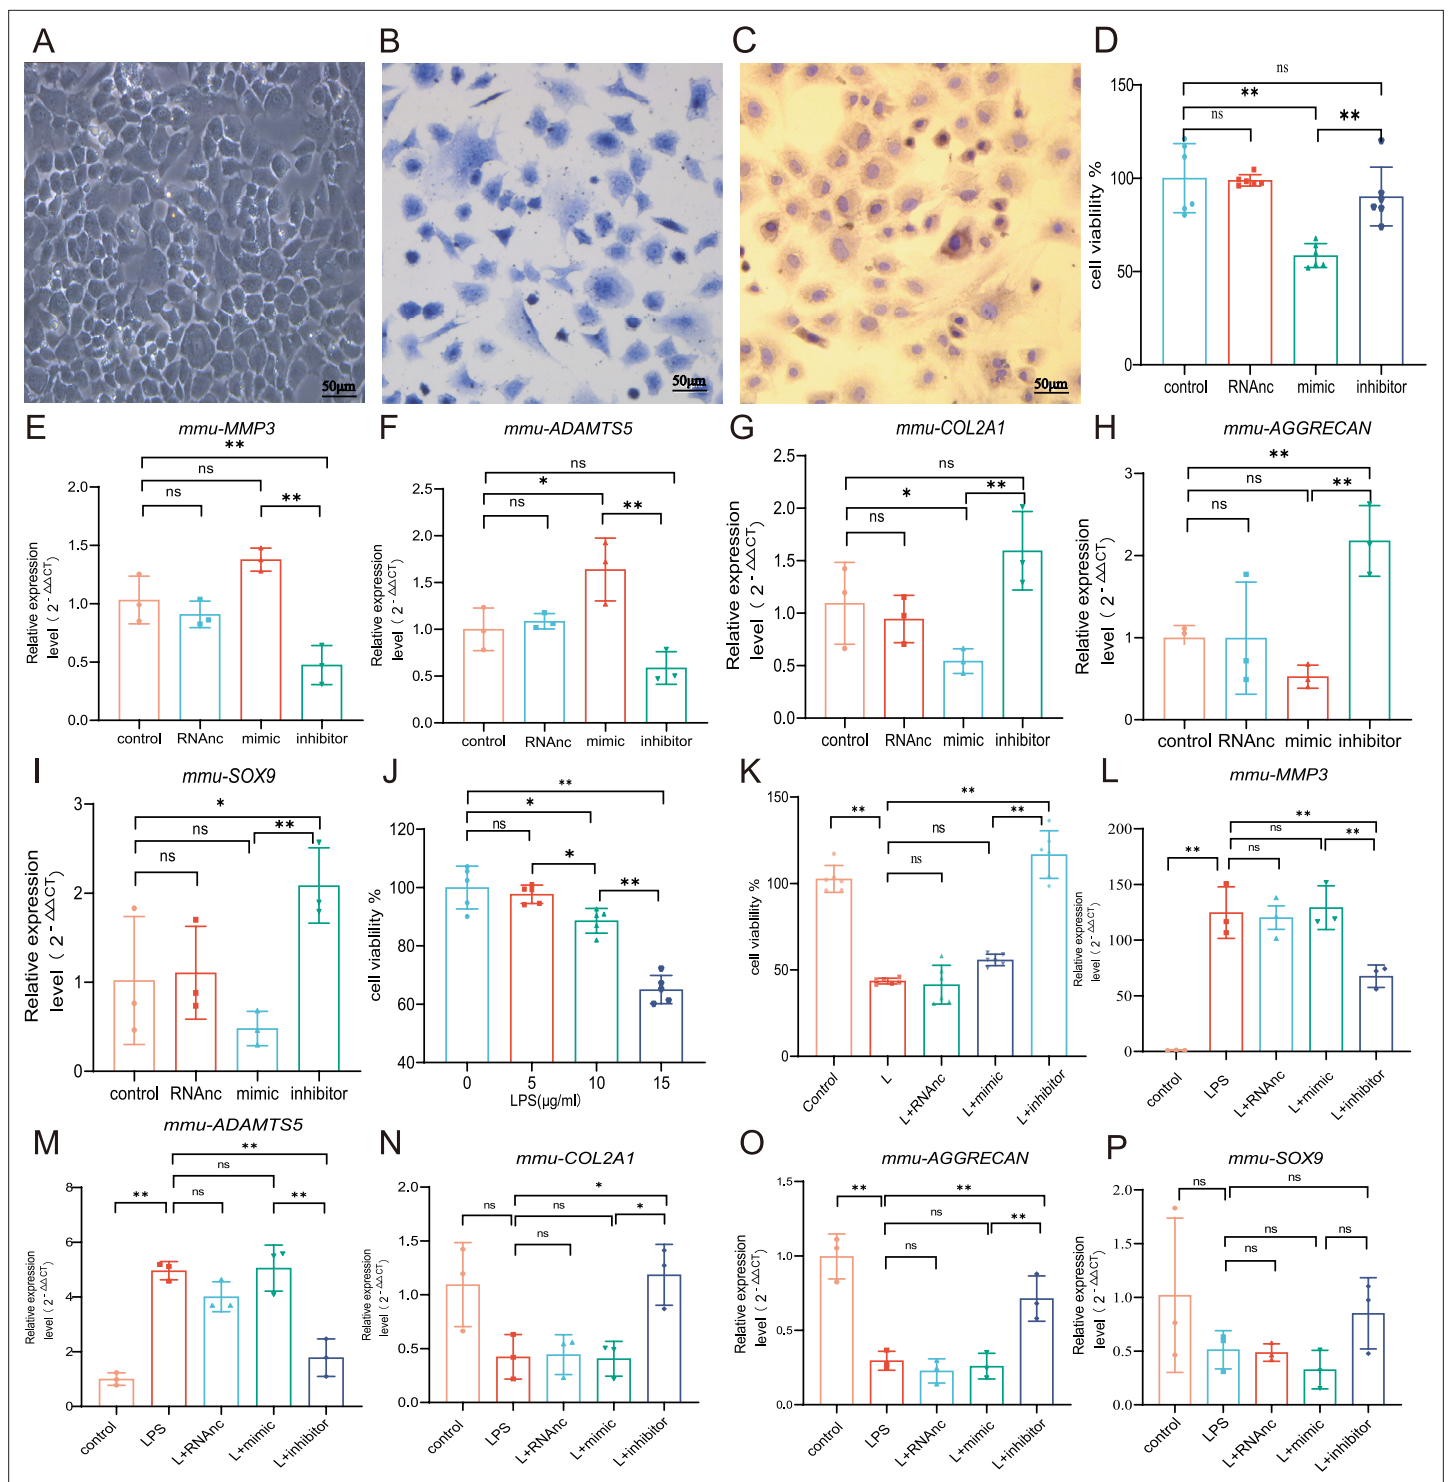 A
B
C
D
50μm
50μm
50μm
cell viablility %
150
100
50
0
ns
**
ns
**
control
RNAnc
mimic
inhibitor
E
mmu-MMP3
Relative expression
level ( 2^-ΔΔCT)
2.0
1.5
1.0
0.5
0.0
**
ns
ns
**
control
RNAnc
mimic
inhibitor
F
mmu-ADAMTS5
Relative expression
level ( 2^-ΔΔCT)
2.5
2.0
1.5
1.0
0.5
0.0
ns
*
ns
**
control
RNAnc
mimic
inhibitor
G
mmu-COL2A1
Relative expression
level ( 2^-ΔΔCT)
2.5
2.0
1.5
1.0
0.5
0.0
ns
*
**
ns
control
RNAnc
mimic
inhibitor
H
mmu-AGGRECAN
Relative expression
level ( 2^-ΔΔCT)
3
2
1
0
**
ns
**
ns
control
RNAnc
mimic
inhibitor
I
mmu-SOX9
Relative expression
level ( 2^-ΔΔCT)
3
2
1
0
*
ns
**
ns
control
RNAnc
mimic
inhibitor
J
cell viablility %
120
100
80
60
40
**
*
ns
*
**
0
5
10
15
LPS(μg/ml)
K
cell viablility %
150
100
50
0
**
**
**
ns
ns
Control
L
L+RNAnc
L+mimic
L+inhibitor
L
mmu-MMP3
Relative expression
level ( 2^-ΔΔCT)
200
150
100
50
0
**
ns
**
**
ns
control
LPS
L+RNAnc
L+mimic
L+inhibitor
M
mmu-ADAMTS5
Relative expression
level ( 2^-ΔΔCT)
8
6
4
2
0
**
ns
**
ns
**
control
LPS
L+RNAnc
L+mimic
L+inhibitor
N
mmu-COL2A1
Relative expression
level ( 2^-ΔΔCT)
2.0
1.5
1.0
0.5
0.0
*
ns
ns
*
ns
control
LPS
L+RNAnc
L+mimic
L+inhibitor
O
mmu-AGGRECAN
Relative expression
level ( 2^-ΔΔCT)
1.5
1.0
0.5
0.0
**
**
ns
**
ns
control
LPS
L+RNAnc
L+mimic
L+inhibitor
P
mmu-SOX9
Relative expression
level ( 2^-ΔΔCT)
2.0
1.5
1.0
0.5
0.0
ns
ns
ns
ns
ns
control
LPS
L+RNAnc
L+mimic
L+inhibitor